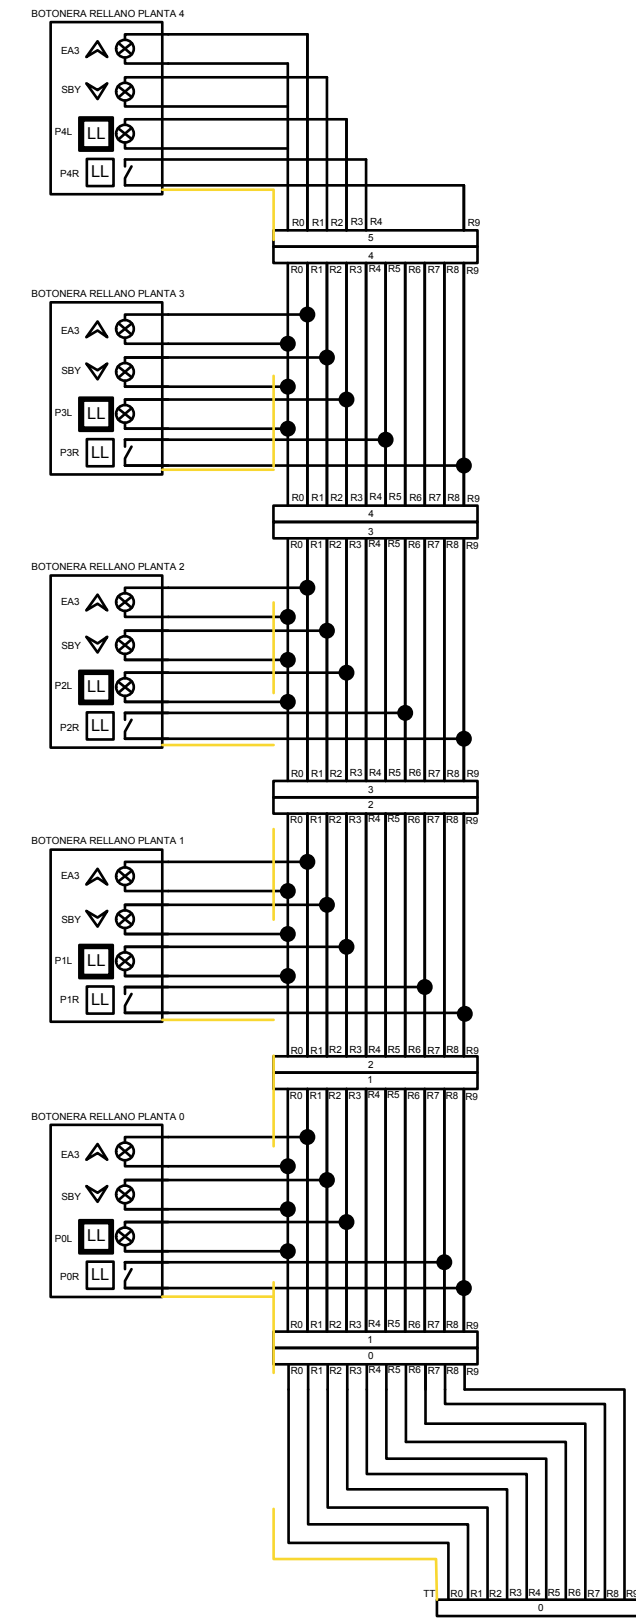 BOTONERA RELLANO PLANTA 4
EA3
SBY
P4L LL
P4R LL
R0 R1 R2 R3 R4 R9
5
4
R0 R1 R2 R3 R4 R5 R6 R7 R8 R9
BOTONERA RELLANO PLANTA 3
EA3
SBY
P3L LL
P3R LL
R0 R1 R2 R3 R4 R5 R6 R7 R8 R9
4
3
R0 R1 R2 R3 R4 R5 R6 R7 R8 R9
BOTONERA RELLANO PLANTA 2
EA3
SBY
P2L LL
P2R LL
R0 R1 R2 R3 R4 R5 R6 R7 R8 R9
3
2
R0 R1 R2 R3 R4 R5 R6 R7 R8 R9
BOTONERA RELLANO PLANTA 1
EA3
SBY
P1L LL
P1R LL
R0 R1 R2 R3 R4 R5 R6 R7 R8 R9
2
1
R0 R1 R2 R3 R4 R5 R6 R7 R8 R9
BOTONERA RELLANO PLANTA 0
EA3
SBY
P0L LL
P0R LL
R0 R1 R2 R3 R4 R5 R6 R7 R8 R9
1
0
R0 R1 R2 R3 R4 R5 R6 R7 R8 R9
TT R0 R1 R2 R3 R4 R5 R6 R7 R8 R9
0